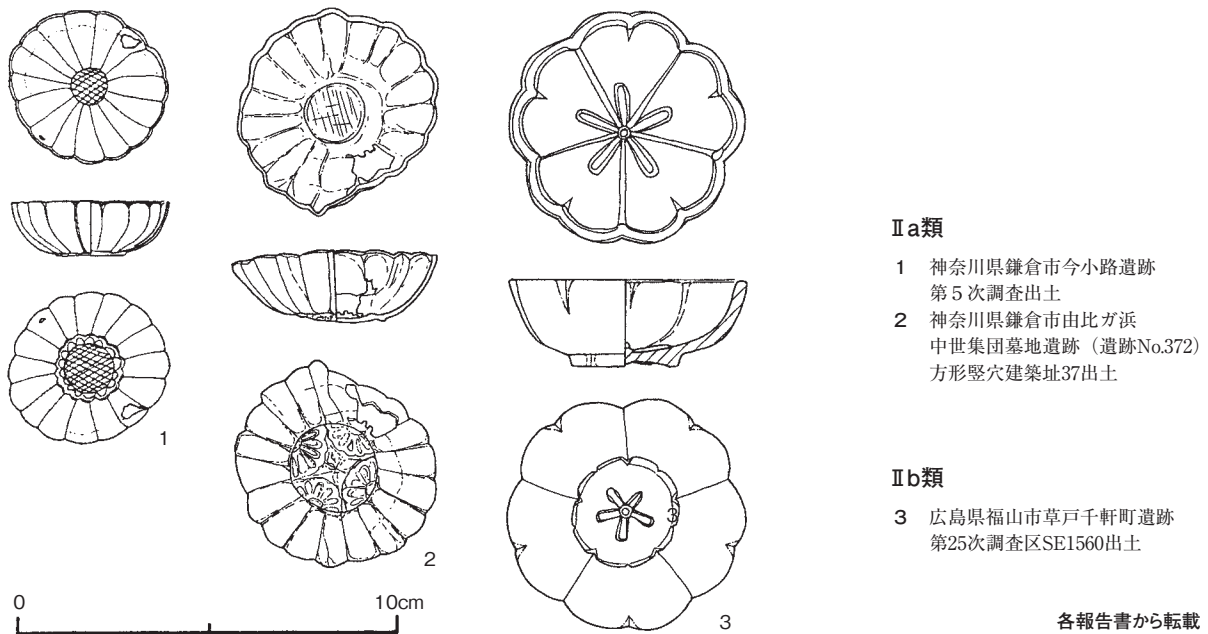 1
2
3
0 10cm
Ⅱa類
1 神奈川県鎌倉市今小路遺跡
第5次調査出土
2 神奈川県鎌倉市由比ガ浜
中世集団墓地遺跡（遺跡No.372）
方形竪穴建築址37出土
Ⅱb類
3 広島県福山市草戸千軒町遺跡
第25次調査区SE1560出土
各報告書から転載